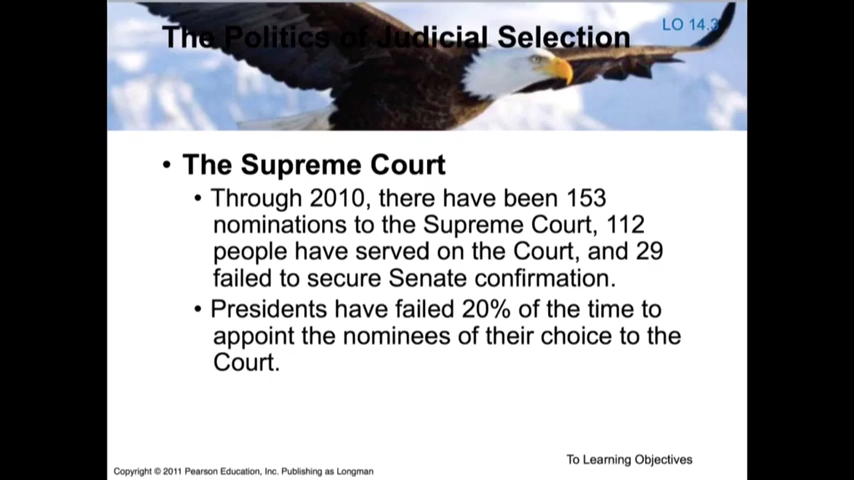 The Politics of Judicial Selection
LO 14.3
• The Supreme Court
• Through 2010, there have been 153
nominations to the Supreme Court, 112
people have served on the Court, and 29
failed to secure Senate confirmation.
• Presidents have failed 20% of the time to
appoint the nominees of their choice to the
Court.
To Learning Objectives
Copyright © 2011 Pearson Education, Inc. Publishing as Longman